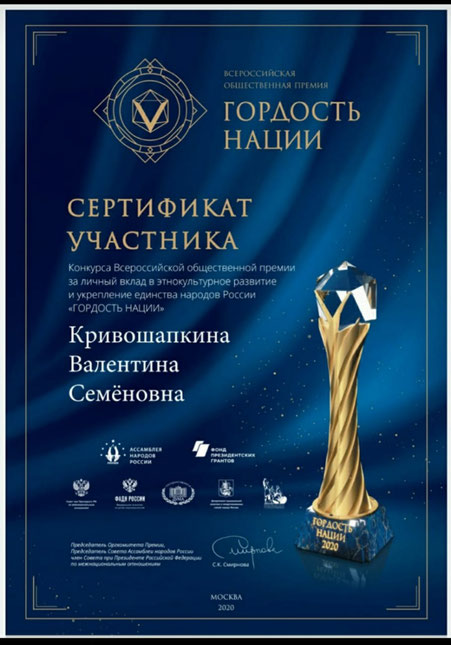 ВСЕРОССИЙСКАЯ
ОБЩЕСТВЕННАЯ ПРЕМИЯ
ГОРДОСТЬ
НАЦИИ
СЕРТИФИКАТ
УЧАСТНИКА
Конкурса Всероссийской общественной премии
за личный вклад в этнокультурное развитие
и укрепление единства народов России
«ГОРДОСТЬ НАЦИИ»
Кривошапкина
Валентина
Семёновна
АССАМБЛЕЯ
НАРОДОВ
РОССИИ
ФОНД
ПРЕЗИДЕНТСКИХ
ГРАНТОВ
ФАДН РОССИИ
ГОРДОСТЬ
НАЦИИ
2020
Председатель Оргкомитета Премии,
Председатель Совета Ассамблеи народов России
член Совета при Президенте Российской Федерации
по межнациональным отношениям
С.К. Смирнова
МОСКВА
2020